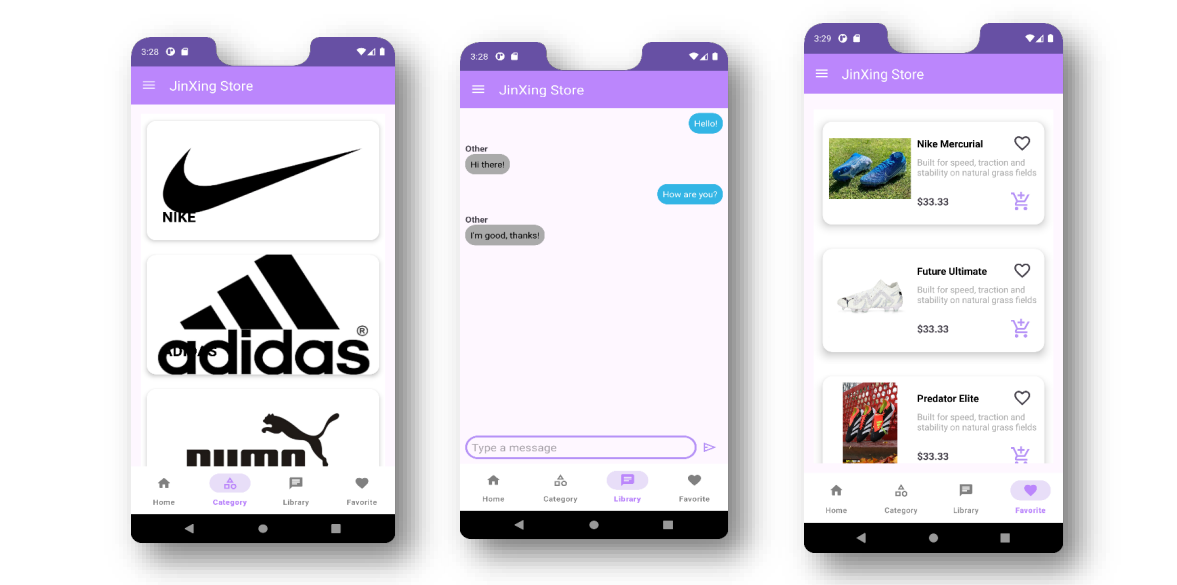 3:28
JinXing Store
NIKE
adidas
®
ADIDAS
PUMA
Home
Category
Library
Favorite
3:28
JinXing Store
Hello!
Other
Hi there!
How are you?
Other
I'm good, thanks!
Type a message
Home
Category
Library
Favorite
3:29
JinXing Store
Nike Mercurial
Built for speed, traction and
stability on natural grass fields
$33.33
Future Ultimate
Built for speed, traction and
stability on natural grass fields
$33.33
Predator Elite
Built for speed, traction and
stability on natural grass fields
$33.33
Home
Category
Library
Favorite